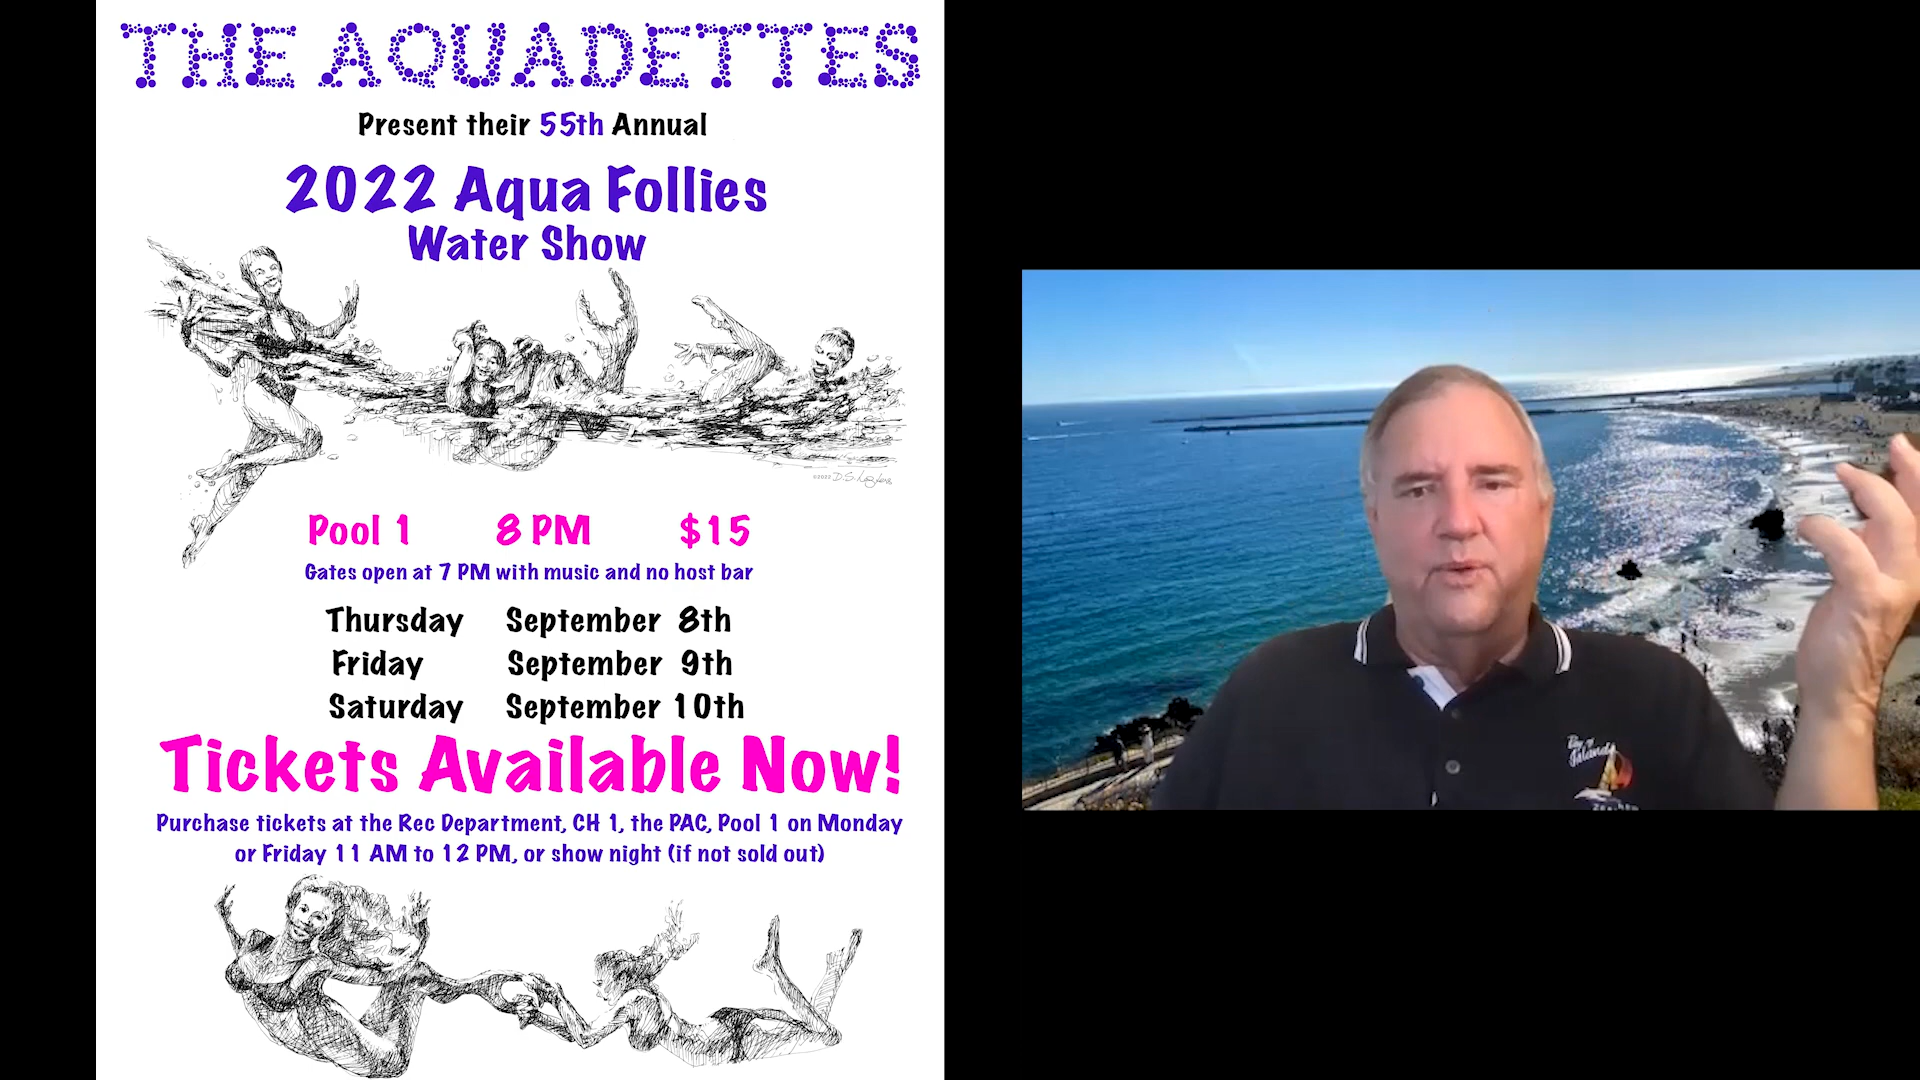 THE AQUADETTES
Present their 55th Annual
2022 Aqua Follies
Water Show
Pool 1 8 PM $15
Gates open at 7 PM with music and no host bar
Thursday September 8th
Friday September 9th
Saturday September 10th
Tickets Available Now!
Purchase tickets at the Rec Department, CH 1, the PAC, Pool 1 on Monday
or Friday 11 AM to 12 PM, or show night (if not sold out)
Bay of
Islands